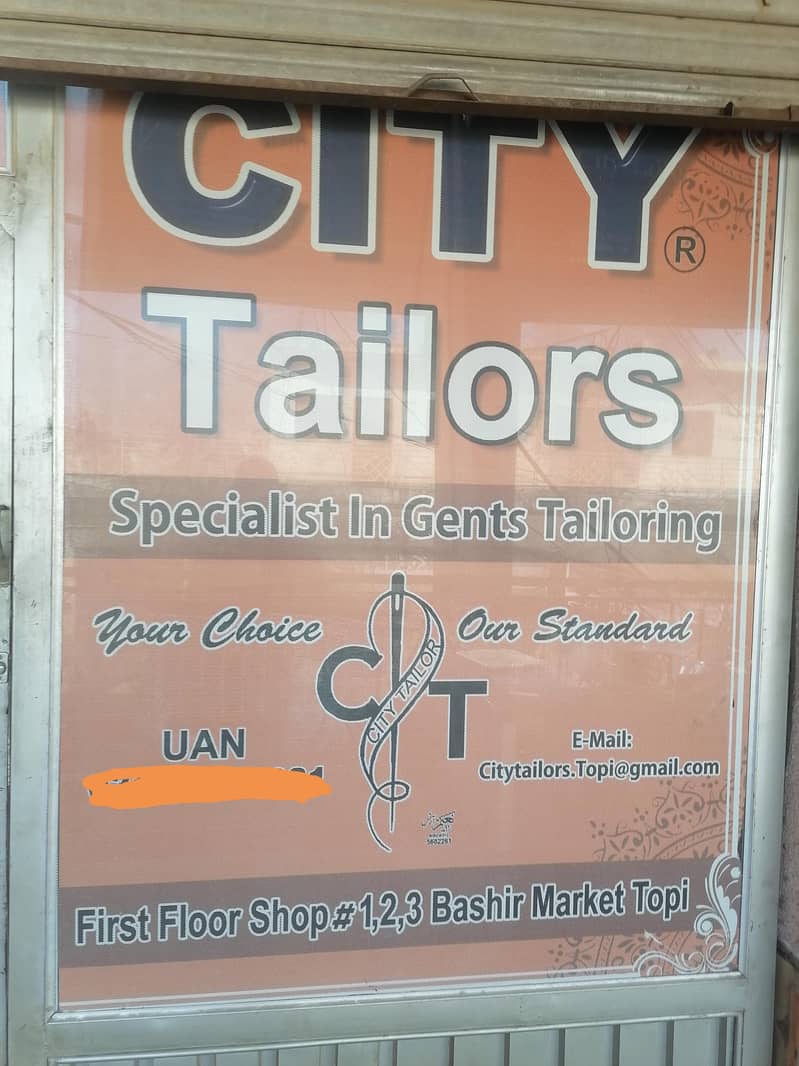 CITY
®
Tailors
Specialist In Gents Tailoring
Your Choice
Our Standard
C T
CITY TAILOR
UAN
E-Mail:
Citytailors.Topi@gmail.com
5602261
First Floor Shop # 1,2,3 Bashir Market Topi